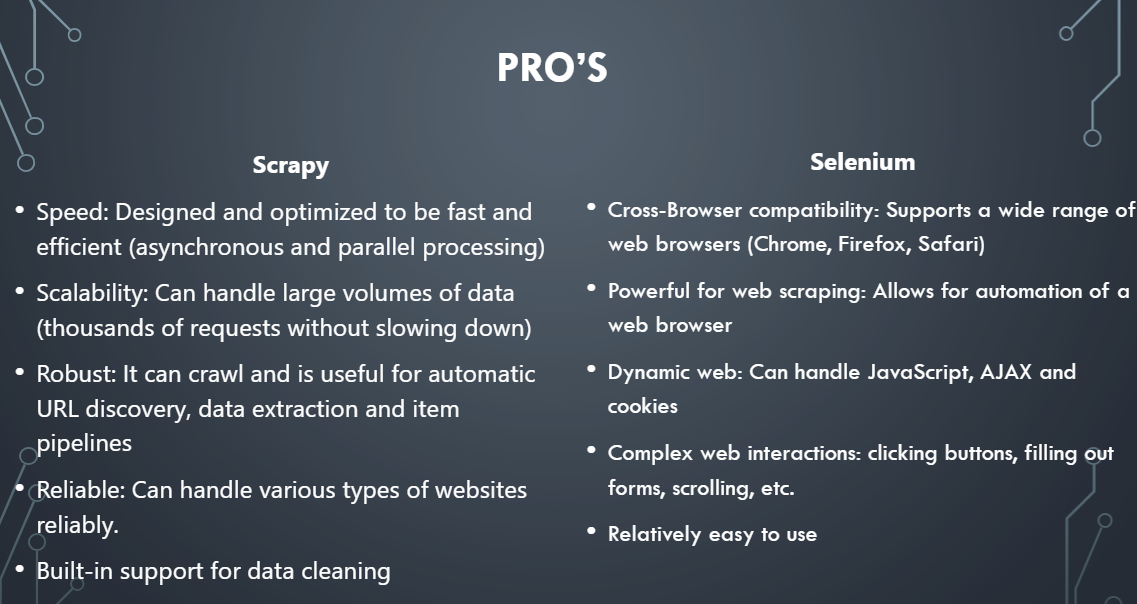 PRO’S
Scrapy
• Speed: Designed and optimized to be fast and
efficient (asynchronous and parallel processing)
• Scalability: Can handle large volumes of data
(thousands of requests without slowing down)
• Robust: It can crawl and is useful for automatic
URL discovery, data extraction and item
pipelines
• Reliable: Can handle various types of websites
reliably.
• Built-in support for data cleaning
Selenium
• Cross-Browser compatibility: Supports a wide range of
web browsers (Chrome, Firefox, Safari)
• Powerful for web scraping: Allows for automation of a
web browser
• Dynamic web: Can handle JavaScript, AJAX and
cookies
• Complex web interactions: clicking buttons, filling out
forms, scrolling, etc.
• Relatively easy to use